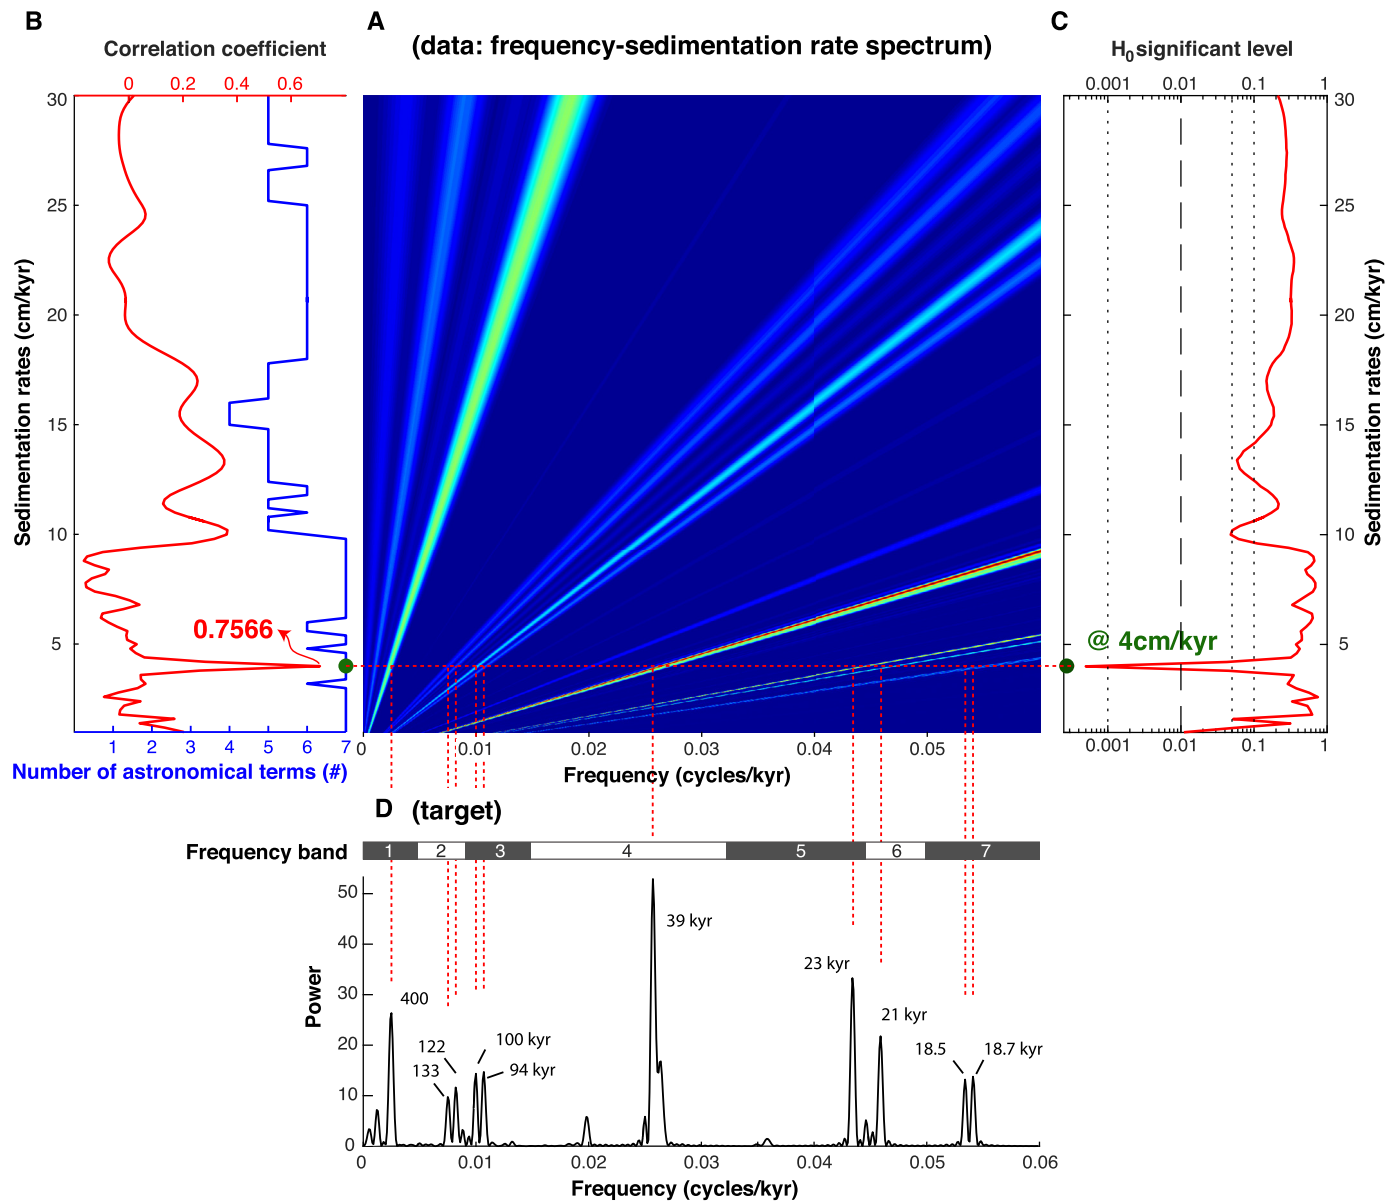 B
A
C
(data: frequency-sedimentation rate spectrum)
Correlation coefficient
0 0.2 0.4 0.6
H0 significant level
0.001 0.01 0.1 1
30
25
20
15
10
5
Sedimentation rates (cm/kyr)
0.7566
1 2 3 4 5 6 7
Number of astronomical terms (#)
0 0.01 0.02 0.03 0.04 0.05
Frequency (cycles/kyr)
30
25
20
15
10
5
Sedimentation rates (cm/kyr)
@ 4cm/kyr
0.001 0.01 0.1 1
D (target)
Frequency band 1 2 3 4 5 6 7
50
40
30
20
10
0
Power
400
133
122
100 kyr
94 kyr
39 kyr
23 kyr
21 kyr
18.5
18.7 kyr
0 0.01 0.02 0.03 0.04 0.05 0.06
Frequency (cycles/kyr)